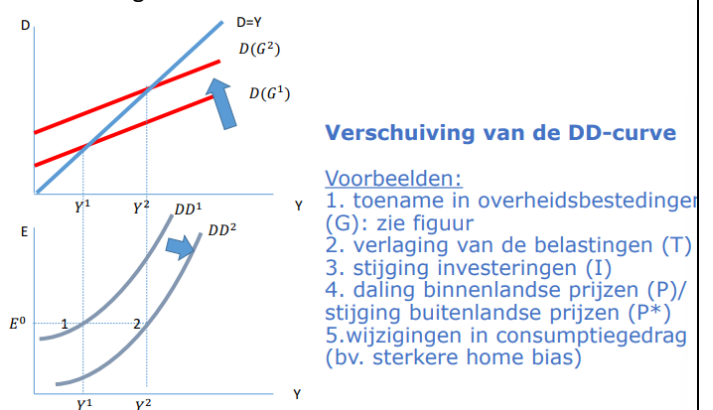 D
D=Y
D(G²)
D(G¹)
Y¹
Y²
Y
E
DD¹
DD²
E⁰
1
2
Y¹
Y²
Y
Verschuiving van de DD-curve
Voorbeelden:
1. toename in overheidsbestedingen
(G): zie figuur
2. verlaging van de belastingen (T)
3. stijging investeringen (I)
4. daling binnenlandse prijzen (P)/
stijging buitenlandse prijzen (P*)
5.wijzigingen in consumptiegedrag
(bv. sterkere home bias)